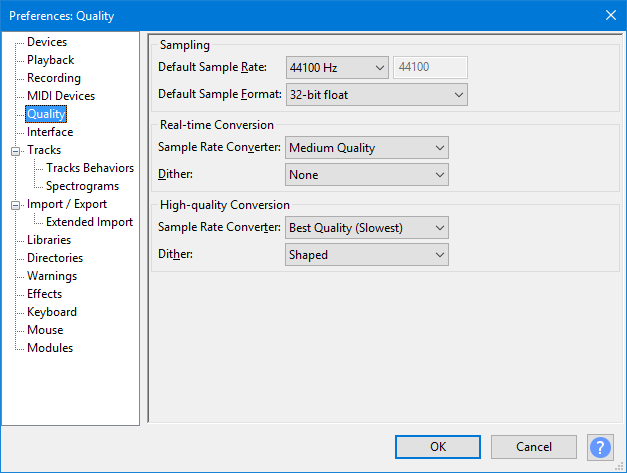 Preferences: Quality
Devices
Playback
Recording
MIDI Devices
Quality
Interface
Tracks
Tracks Behaviors
Spectrograms
Import / Export
Extended Import
Libraries
Directories
Warnings
Effects
Keyboard
Mouse
Modules
Sampling
Default Sample Rate: 44100 Hz 44100
Default Sample Format: 32-bit float
Real-time Conversion
Sample Rate Converter: Medium Quality
Dither: None
High-quality Conversion
Sample Rate Converter: Best Quality (Slowest)
Dither: Shaped
OK Cancel ?